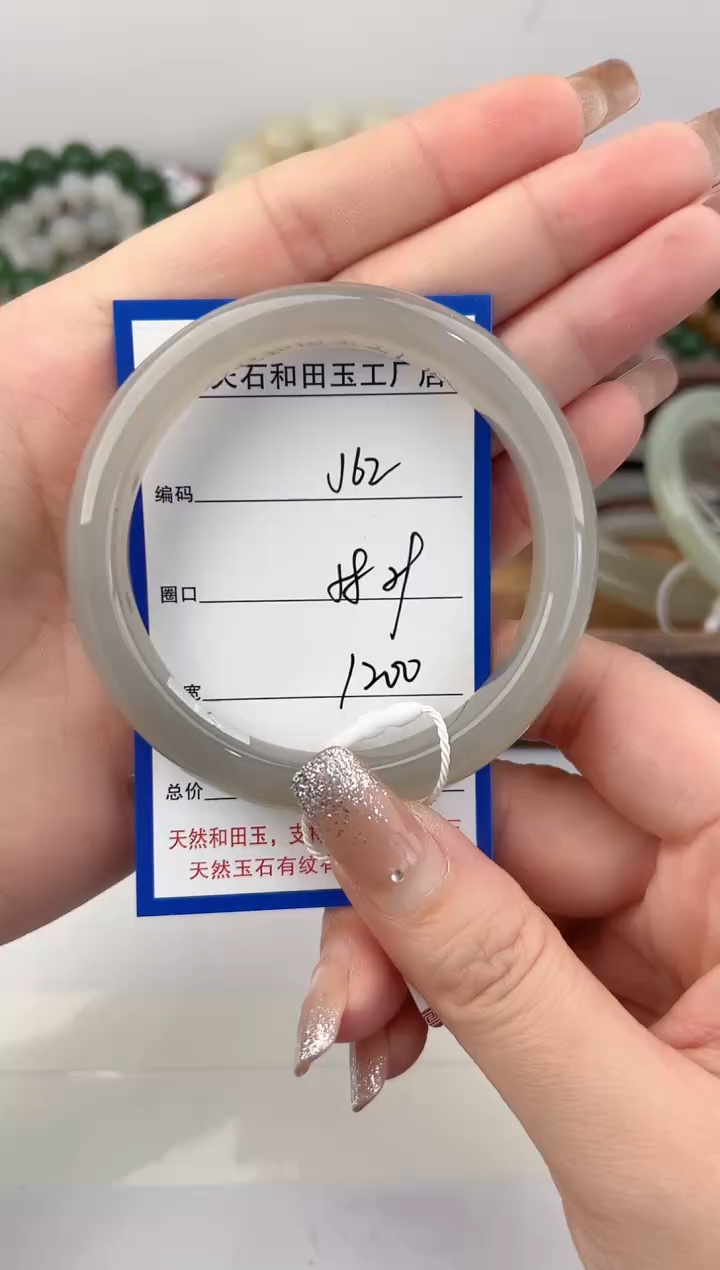 天石和田玉工厂店
编码 J62
圈口
宽 1200
总价
天然和田玉，支
天然玉石有纹